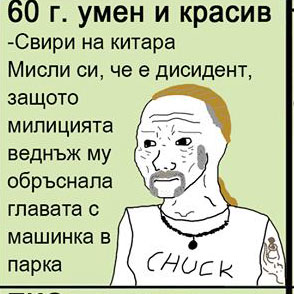 60 г. умен и красив
-Свири на китара
Мисли си, че е дисидент,
защото
милицията
веднъж му
обръснала
главата с
машинка в
парка
CHUCK